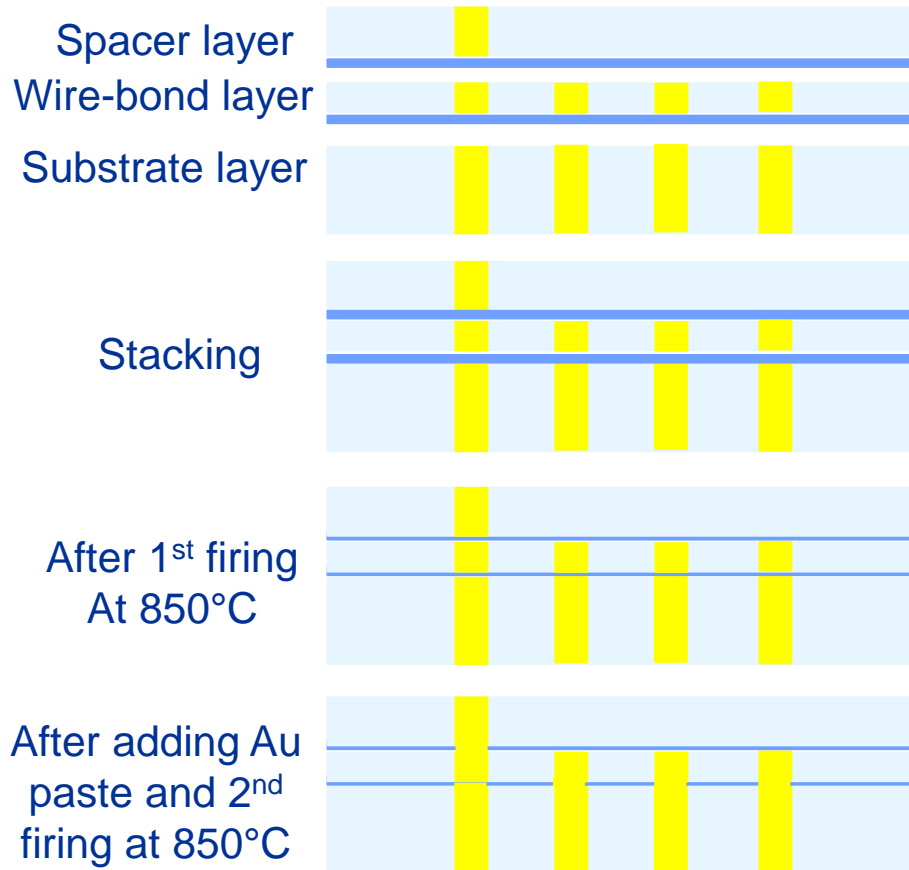 Spacer layer
Wire-bond layer
Substrate layer
Stacking
After 1st firing
At 850°C
After adding Au
paste and 2nd
firing at 850°C